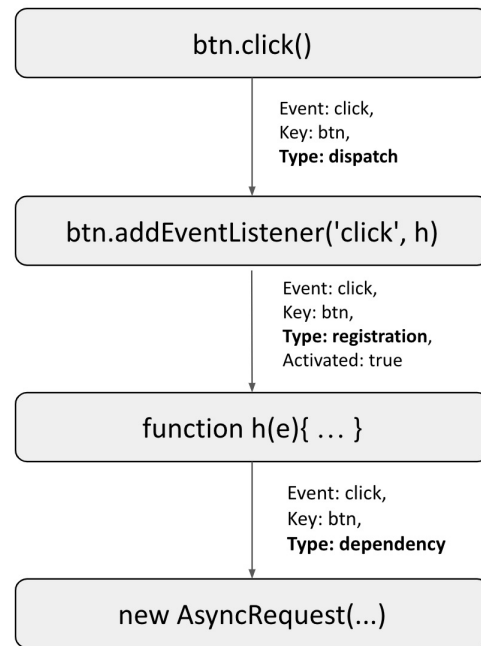 btn.click()
Event: click,
Key: btn,
Type: dispatch
btn.addEventListener('click', h)
Event: click,
Key: btn,
Type: registration,
Activated: true
function h(e){ ... }
Event: click,
Key: btn,
Type: dependency
new AsyncRequest(...)